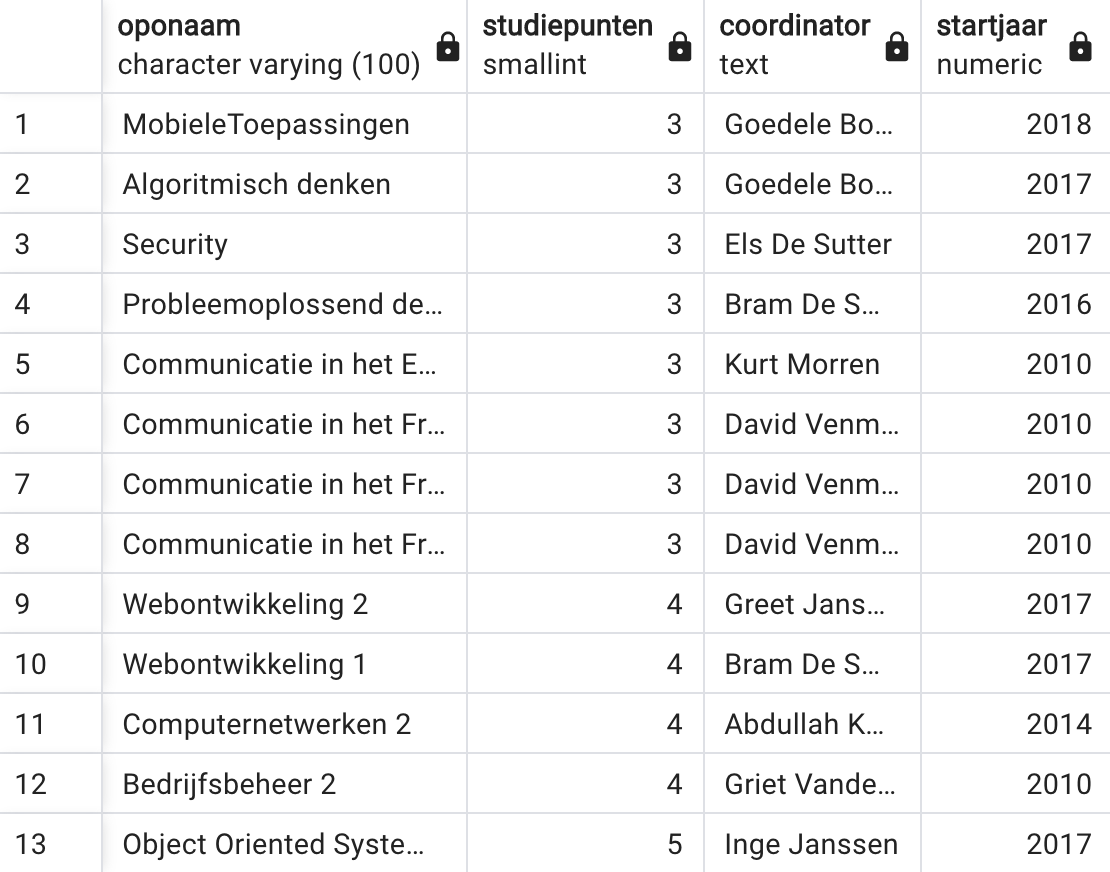 oponaam studiepunten coordinator startjaar
character varying (100) smallint text numeric
1 MobieleToepassingen 3 Goedele Bo... 2018
2 Algoritmisch denken 3 Goedele Bo... 2017
3 Security 3 Els De Sutter 2017
4 Probleemoplossend de... 3 Bram De S... 2016
5 Communicatie in het E... 3 Kurt Morren 2010
6 Communicatie in het Fr... 3 David Venm... 2010
7 Communicatie in het Fr... 3 David Venm... 2010
8 Communicatie in het Fr... 3 David Venm... 2010
9 Webontwikkeling 2 4 Greet Jans... 2017
10 Webontwikkeling 1 4 Bram De S... 2017
11 Computernetwerken 2 4 Abdullah K... 2014
12 Bedrijfsbeheer 2 4 Griet Vande... 2010
13 Object Oriented Syste... 5 Inge Janssen 2017